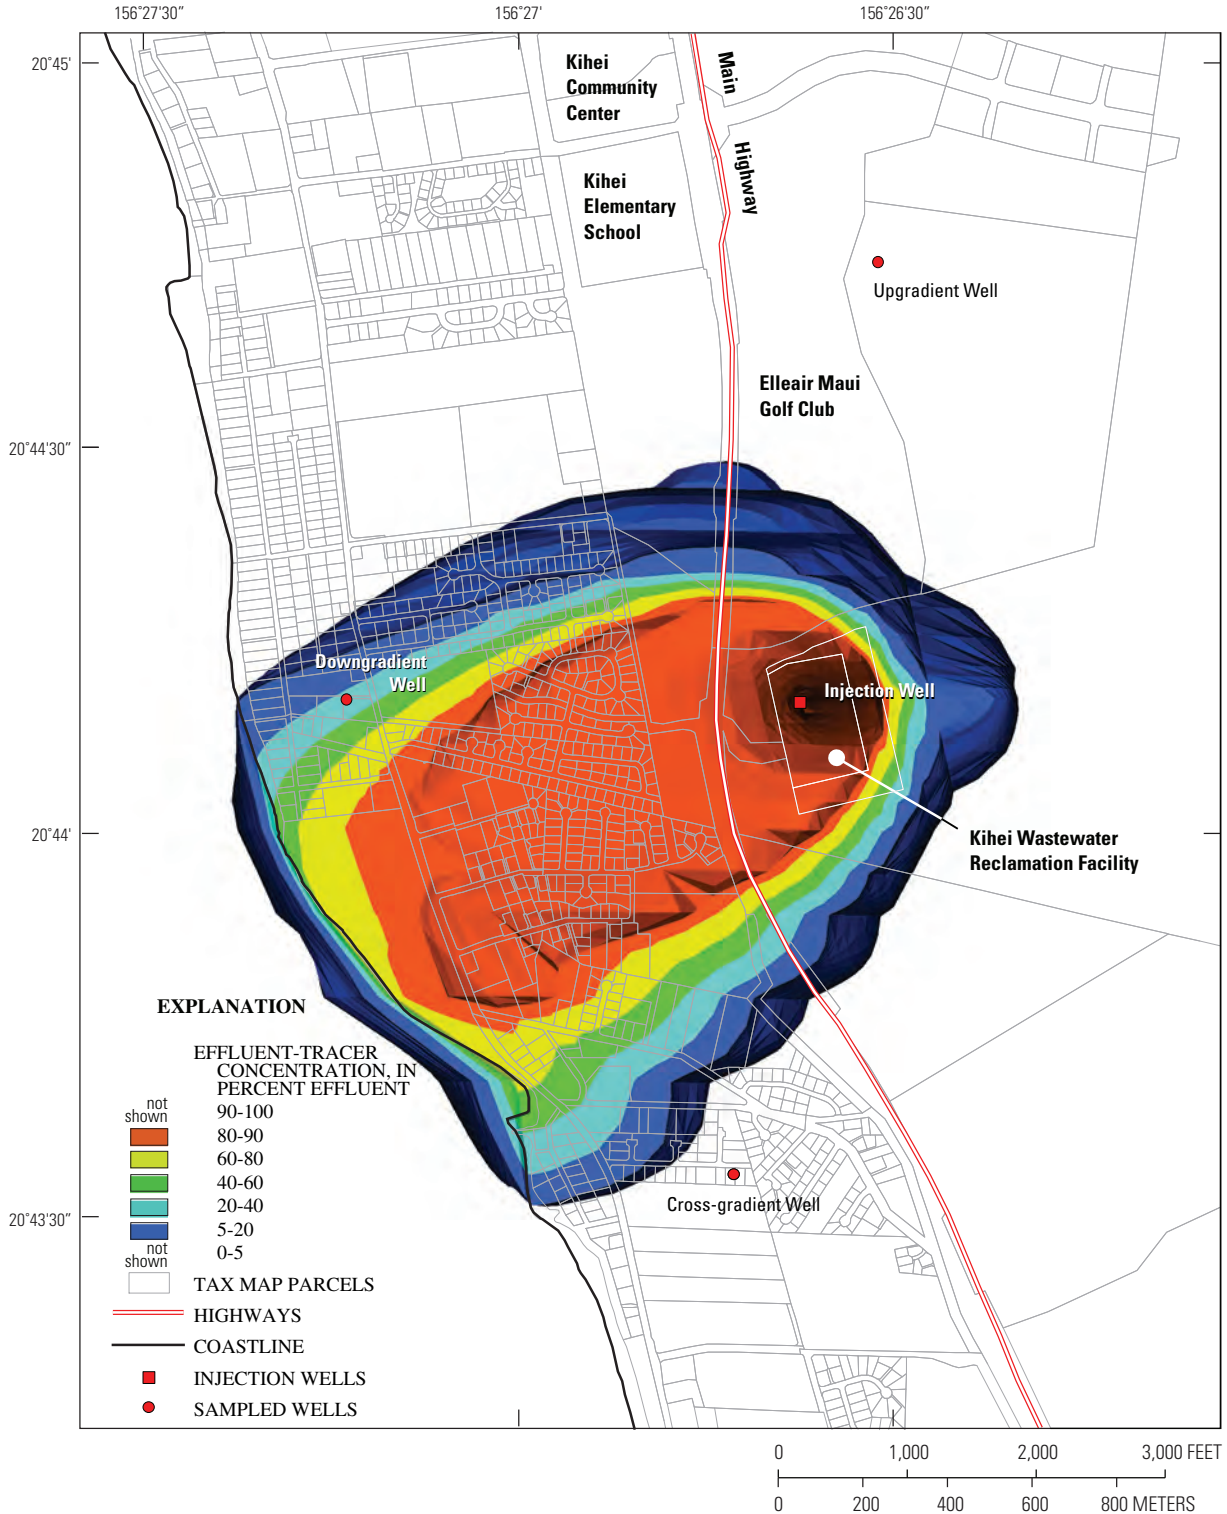 156°27'30"
156°27'
156°26'30"
20°45'
20°44'30"
20°44'
20°43'30"
Kihei
Community
Center
Main
Highway
Kihei
Elementary
School
Upgradient Well
Elleair Maui
Golf Club
Downgradient
Well
Injection Well
Kihei Wastewater
Reclamation Facility
Cross-gradient Well
EXPLANATION
EFFLUENT-TRACER
CONCENTRATION, IN
PERCENT EFFLUENT
not
shown
90-100
80-90
60-80
40-60
20-40
5-20
not
shown
0-5
TAX MAP PARCELS
HIGHWAYS
COASTLINE
INJECTION WELLS
SAMPLED WELLS
0 1,000 2,000 3,000 FEET
0 200 400 600 800 METERS